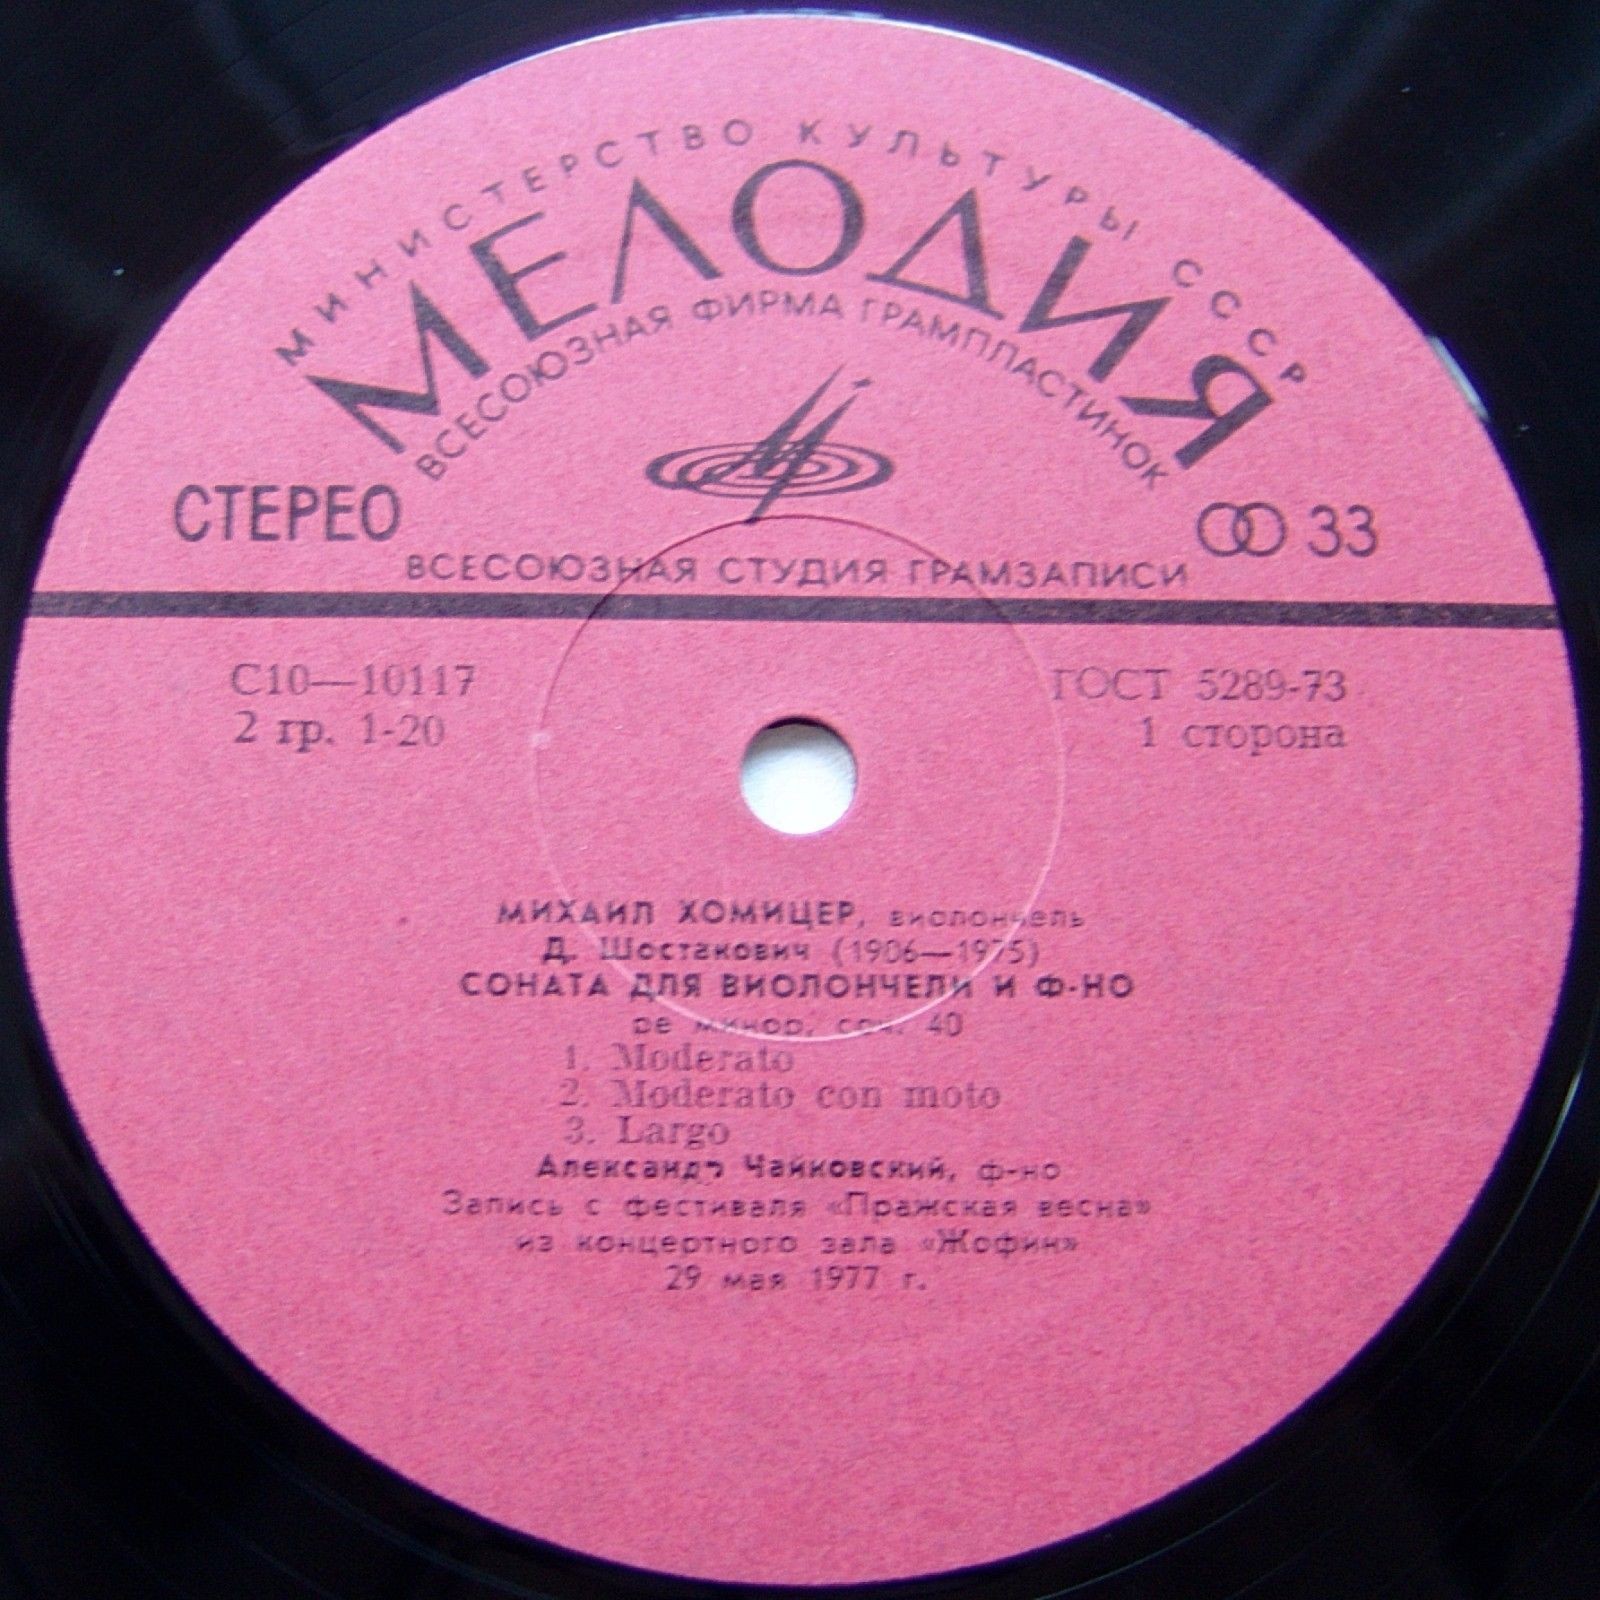 МИНИСТЕРСТВО КУЛЬТУРЫ СССР
МЕЛОДИЯ
ВСЕСОЮЗНАЯ ФИРМА ГРАМПЛАСТИНОК
СТЕРЕО
33
ВСЕСОЮЗНАЯ СТУДИЯ ГРАМЗАПИСИ
С10—10117
ГОСТ 5289-73
2 гр. 1-20
1 сторона
МИХАИЛ ХОМИЦЕР, виолончель
Д. Шостакович (1906—1975)
СОНАТА ДЛЯ ВИОЛОНЧЕЛИ И Ф-НО
ре минор, соч. 40
1. Moderato
2. Moderato con moto
3. Largo
Александр Чайковский, ф-но
Запись с фестиваля «Пражская весна»
из концертного зала «Жофин»
29 мая 1977 г.